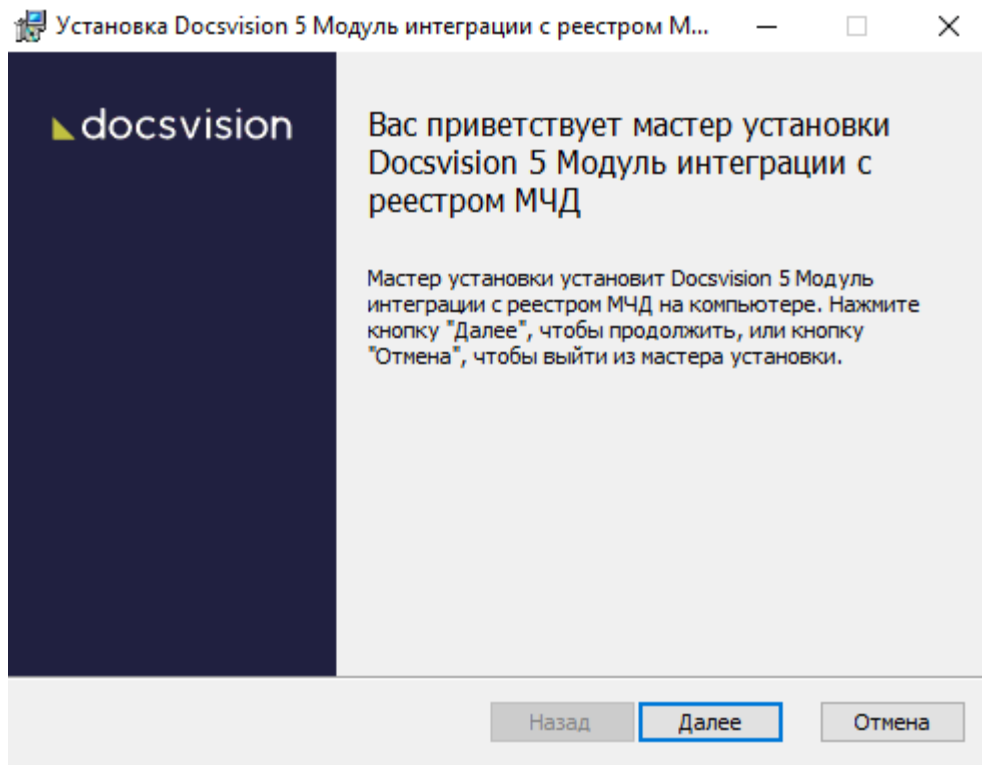 Установка Docsvision 5 Модуль интеграции с реестром М...
docsvision
Вас приветствует мастер установки
Docsvision 5 Модуль интеграции с
реестром МЧД
Мастер установки установит Docsvision 5 Модуль
интеграции с реестром МЧД на компьютере. Нажмите
кнопку "Далее", чтобы продолжить, или кнопку
"Отмена", чтобы выйти из мастера установки.
Назад Далее Отмена